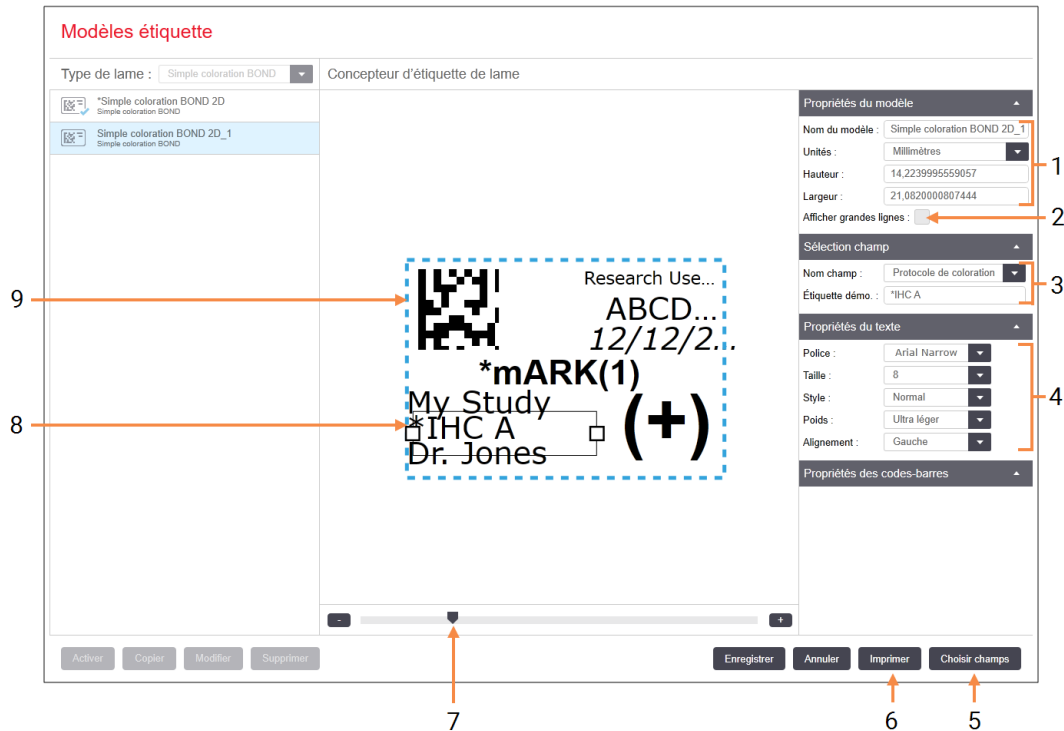 Modèles étiquette
Type de lame : Simple coloration BOND
Concepteur d'étiquette de lame
*Simple coloration BOND 2D
Simple coloration BOND
Simple coloration BOND 2D_1
Simple coloration BOND
Research Use...
ABCD...
12/12/2...
*mARK(1)
My Study
*IHC A
Dr. Jones
(+)
Propriétés du modèle
Nom du modèle : Simple coloration BOND 2D_1
Unités : Millimètres
Hauteur : 14,2239995559057
Largeur : 21,0820000807444
Afficher grandes lignes :
Sélection champ
Nom champ : Protocole de coloration
Étiquette démo. : *IHC A
Propriétés du texte
Police : Arial Narrow
Taille : 8
Style : Normal
Poids : Ultra léger
Alignement : Gauche
Propriétés des codes-barres
- +
Activer Copier Modifier Supprimer
Enregistrer Annuler Imprimer Choisir champs
1
2
3
4
5
6
7
8
9